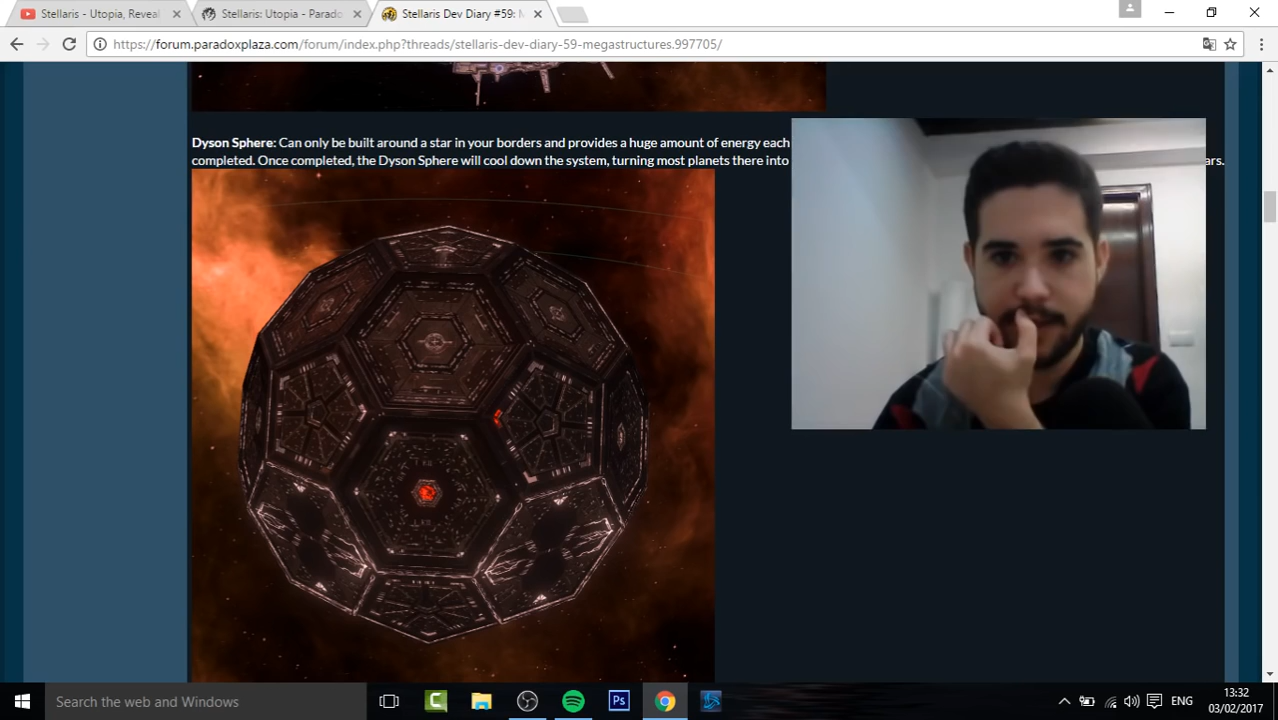 Stellaris - Utopia, Reveal
Stellaris: Utopia - Parado
Stellaris Dev Diary #59: M
https://forum.paradoxplaza.com/forum/index.php?threads/stellaris-dev-diary-59-megastructures.997705/
Dyson Sphere: Can only be built around a star in your borders and provides a huge amount of energy each
completed. Once completed, the Dyson Sphere will cool down the system, turning most planets there into
ars.
Search the web and Windows
Ps
ENG
13:32
03/02/2017